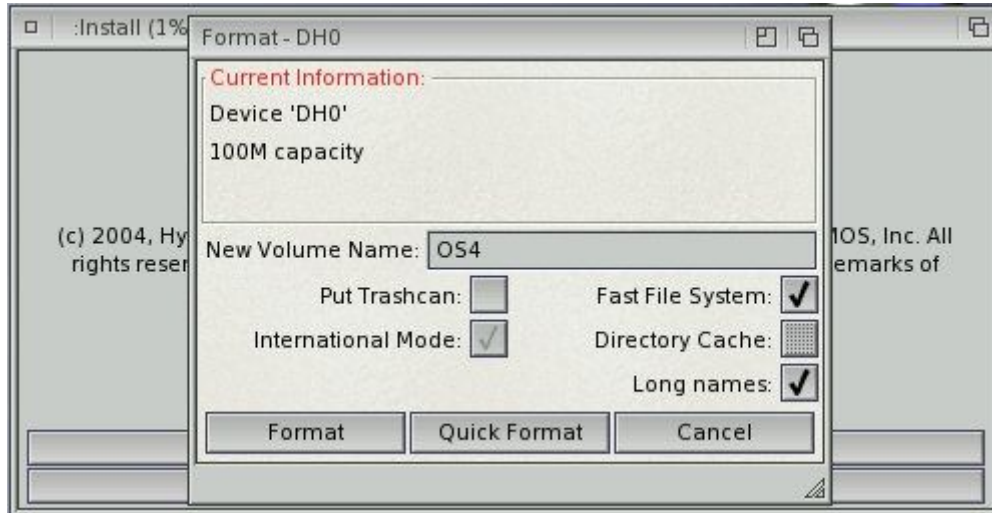 :Install (1%
Format - DH0
Current Information:
Device 'DH0'
100M capacity
(c) 2004, Hy
rights reser
IOS, Inc. All
emarks of
New Volume Name: OS4
Put Trashcan:
Fast File System:
International Mode:
Directory Cache:
Long names:
Format
Quick Format
Cancel